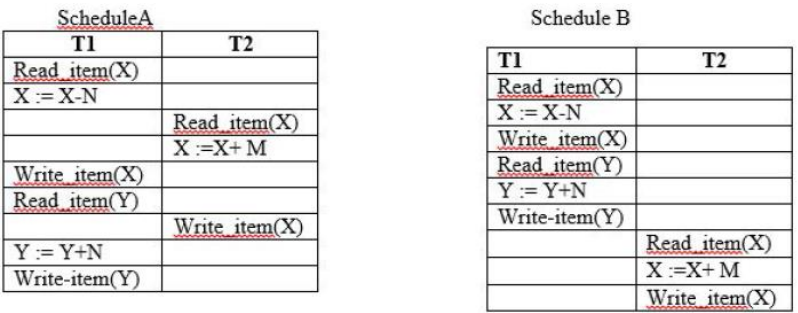 ScheduleA
T1 T2
Read_item(X)
X := X-N
Read_item(X)
X :=X+ M
Write_item(X)
Read_item(Y)
Write_item(X)
Y := Y+N
Write-item(Y)
Schedule B
T1 T2
Read_item(X)
X := X-N
Write_item(X)
Read_item(Y)
Y := Y+N
Write-item(Y)
Read_item(X)
X :=X+ M
Write_item(X)